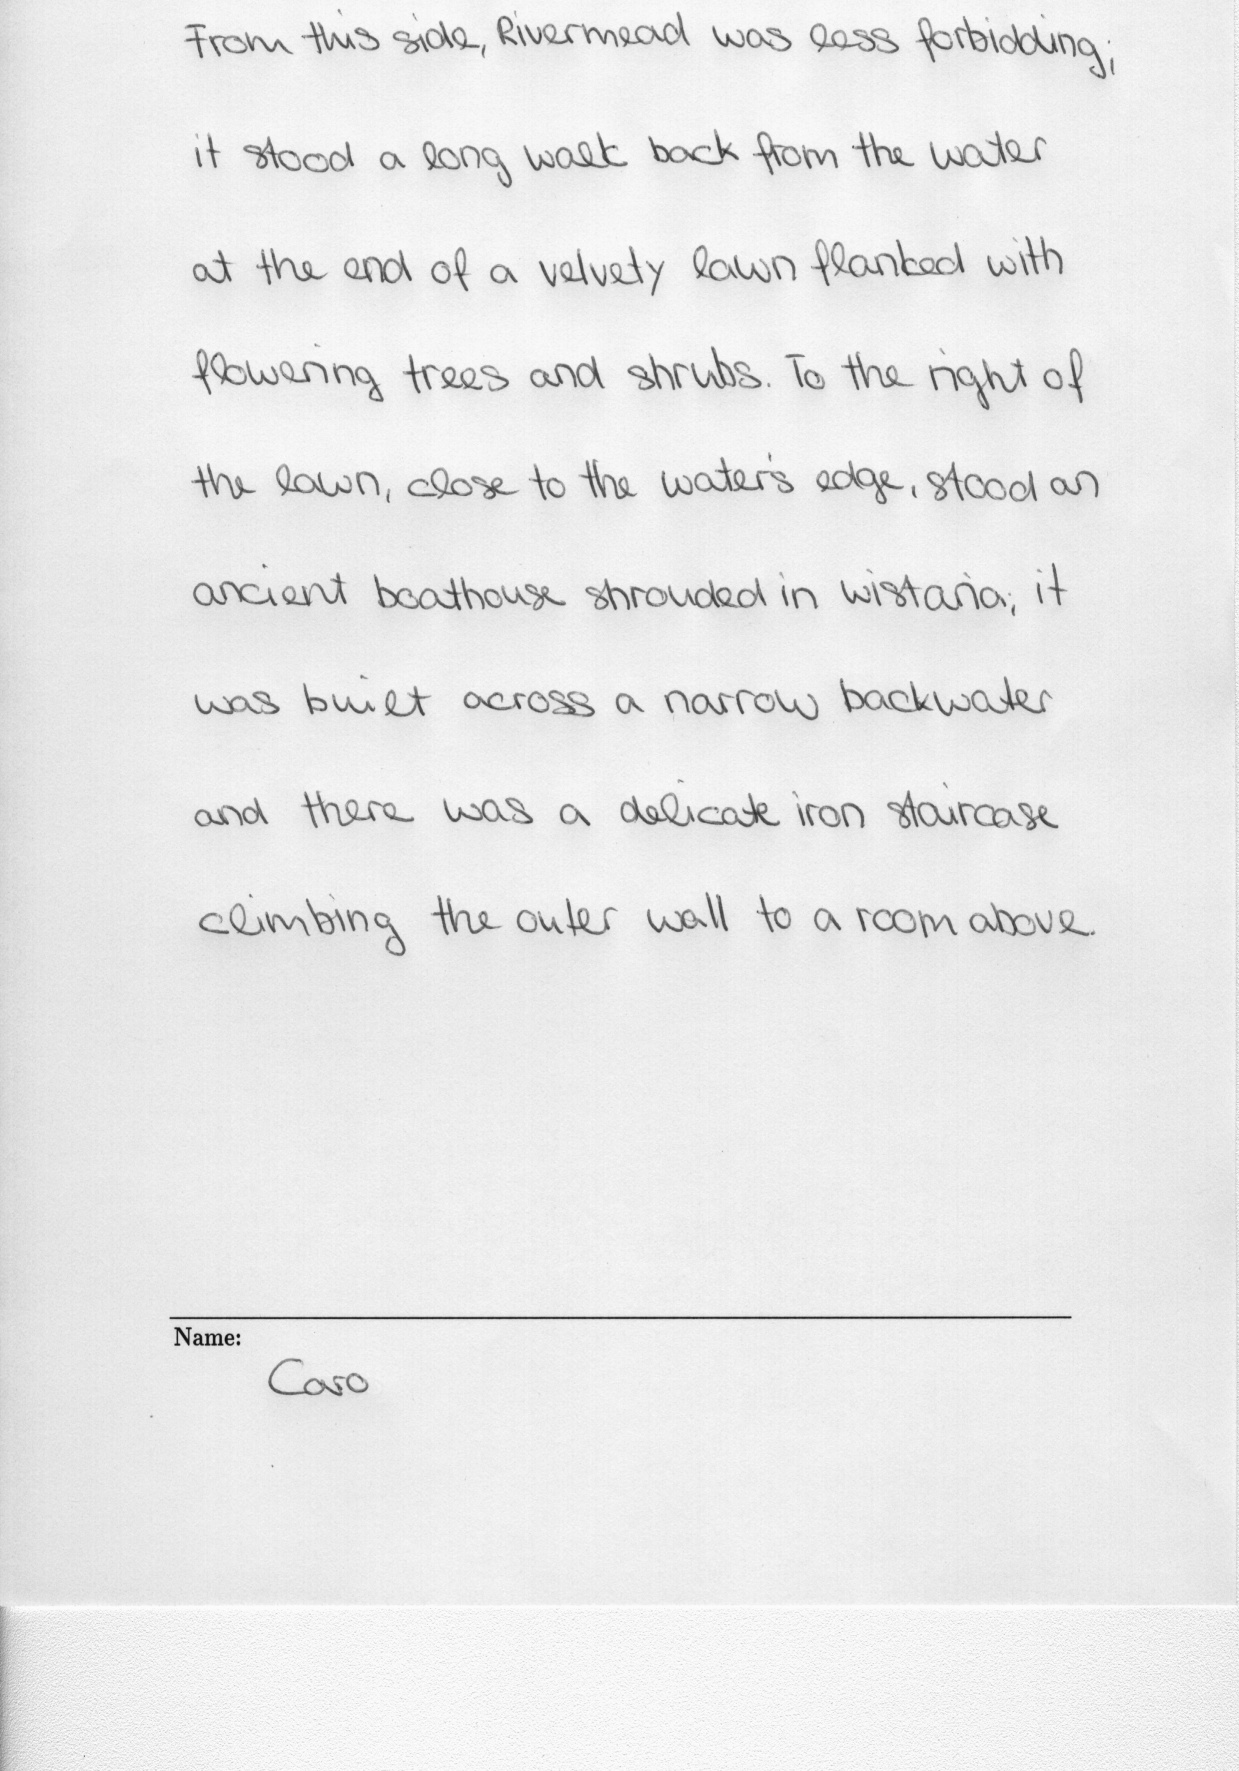 From this side, Rivermead was less forbidding;
it stood a long walk back from the water
at the end of a velvety lawn flanked with
flowering trees and shrubs. To the right of
the lawn, close to the water's edge, stood an
ancient boathouse shrouded in wistaria; it
was built across a narrow backwater
and there was a delicate iron staircase
climbing the outer wall to a room above.
Name:
Caro